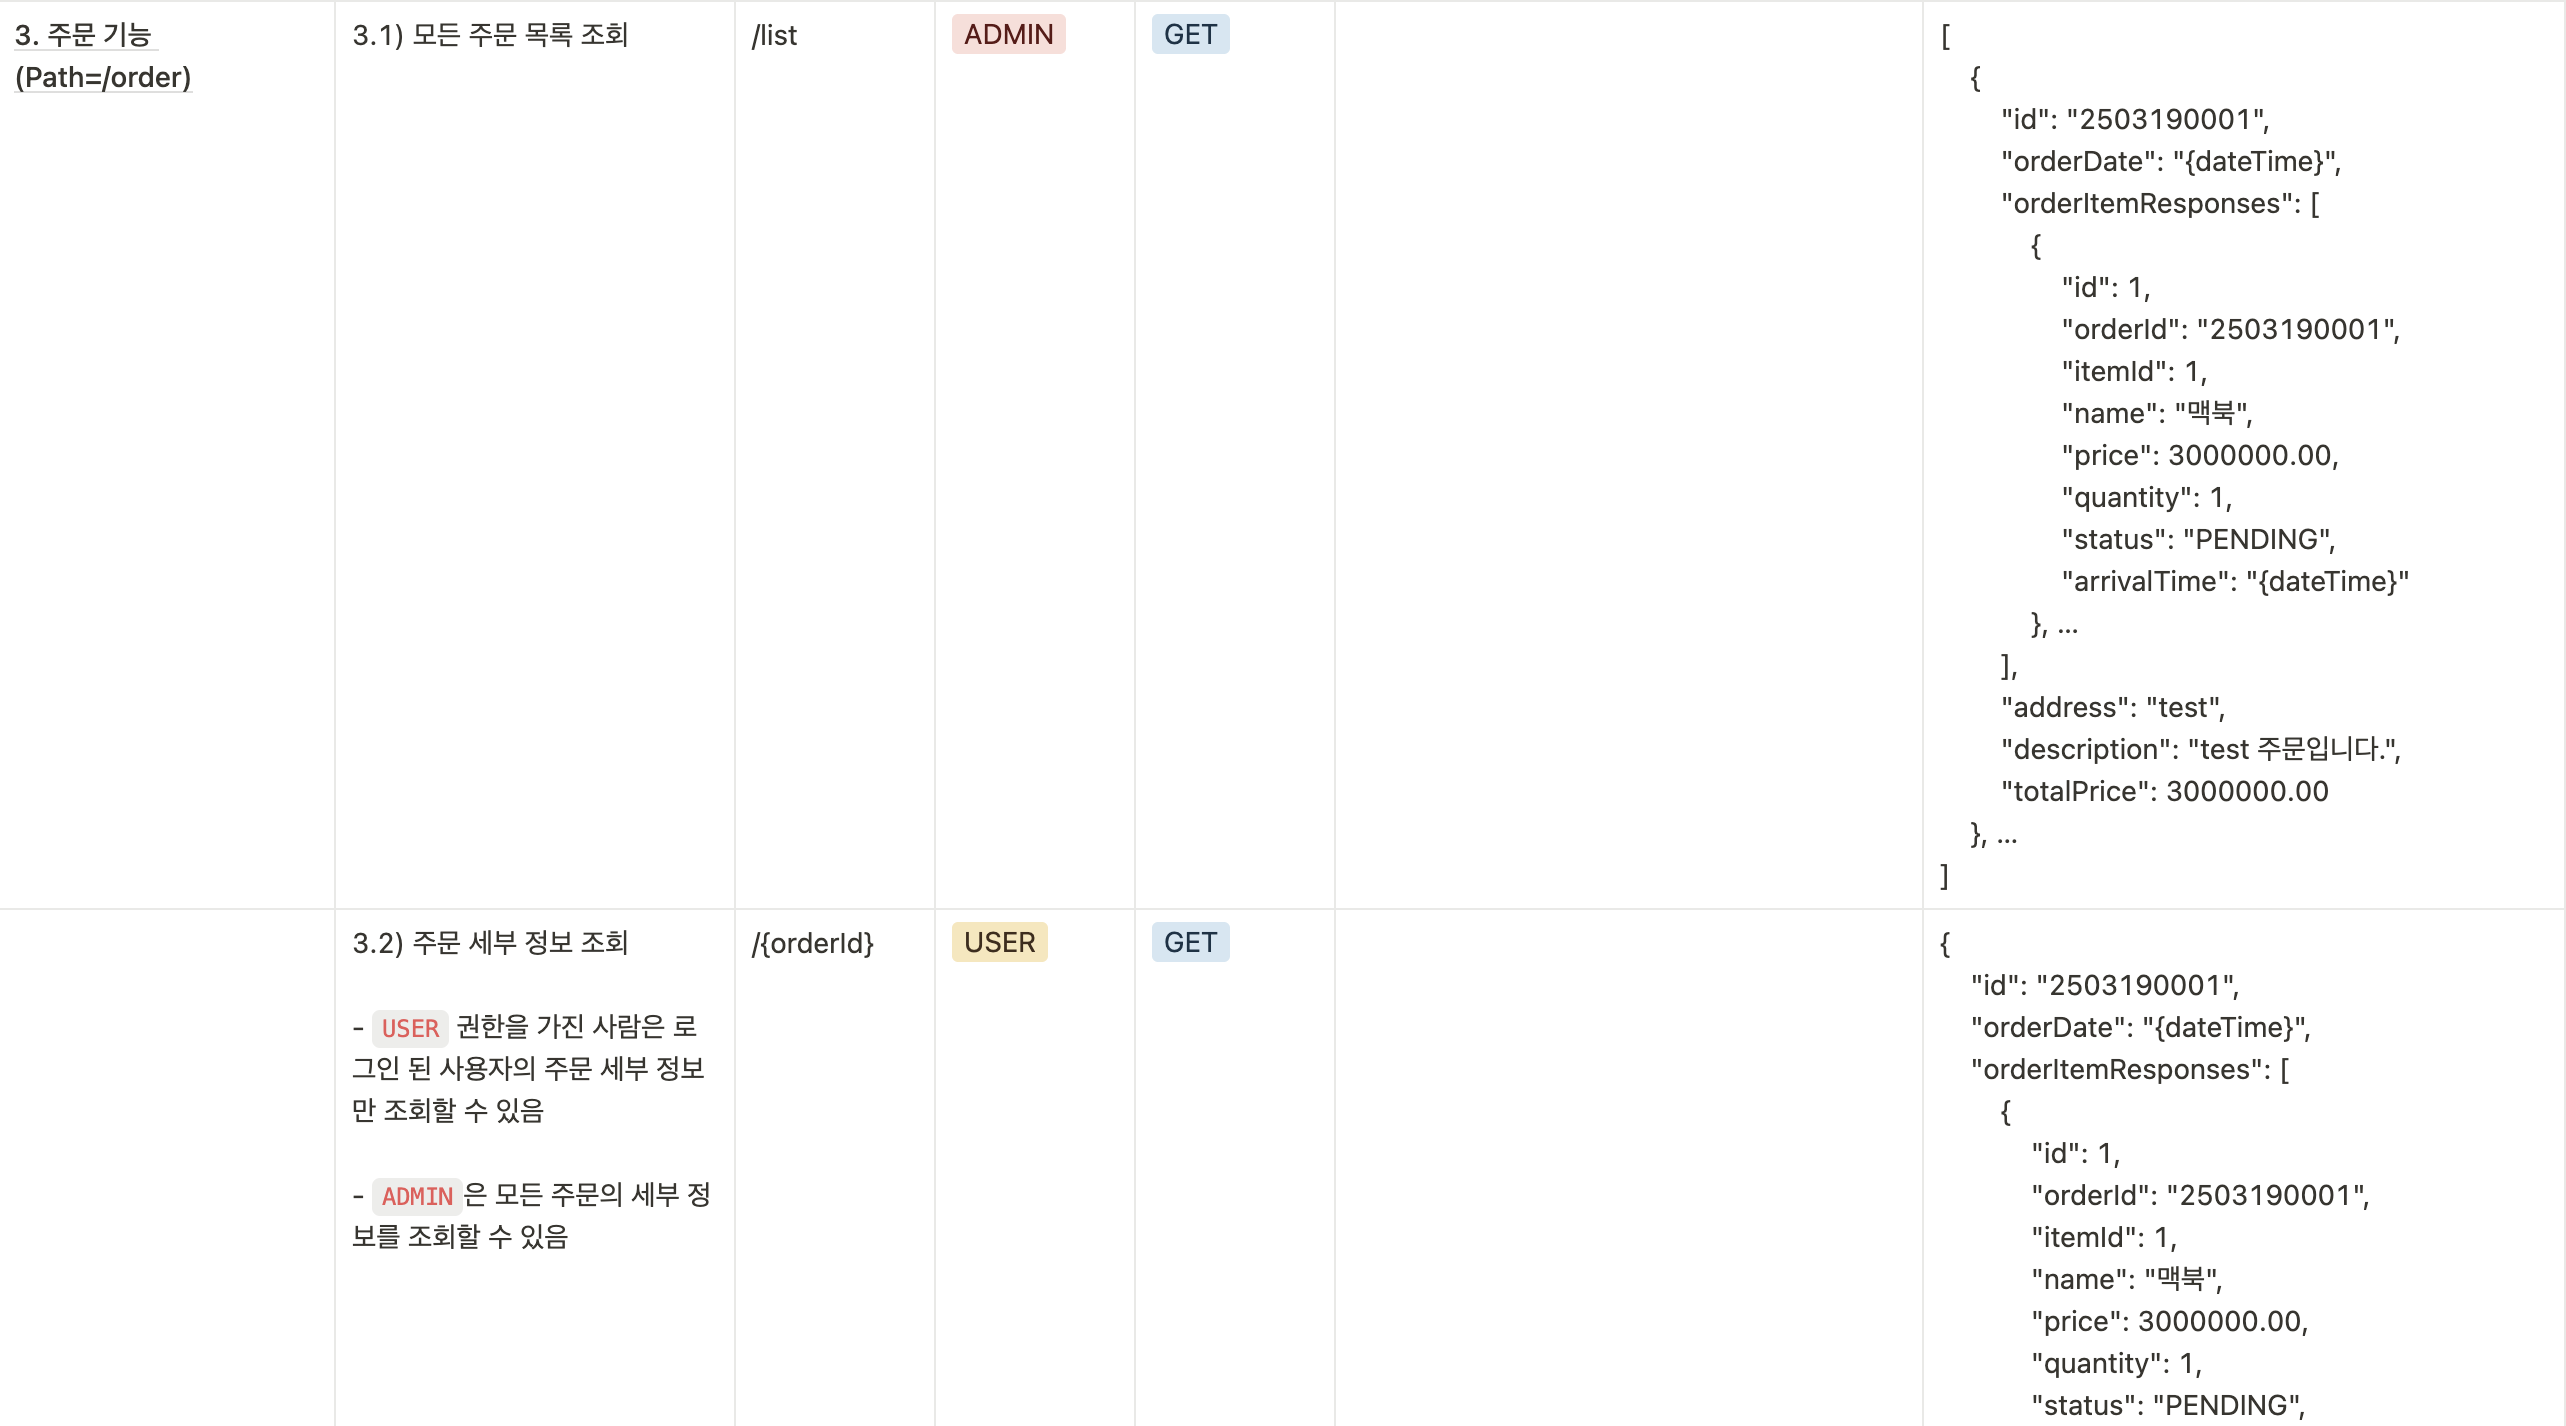 3. 주문 기능
(Path=/order)
3.1) 모든 주문 목록 조회
/list
ADMIN
GET
[
{
"id": "2503190001",
"orderDate": "{dateTime}",
"orderItemResponses": [
{
"id": 1,
"orderId": "2503190001",
"itemId": 1,
"name": "맥북",
"price": 3000000.00,
"quantity": 1,
"status": "PENDING",
"arrivalTime": "{dateTime}"
}, ...
],
"address": "test",
"description": "test 주문입니다.",
"totalPrice": 3000000.00
}, ...
]
3.2) 주문 세부 정보 조회
- USER 권한을 가진 사람은 로
그인 된 사용자의 주문 세부 정보
만 조회할 수 있음
- ADMIN은 모든 주문의 세부 정
보를 조회할 수 있음
/{orderId}
USER
GET
{
"id": "2503190001",
"orderDate": "{dateTime}",
"orderItemResponses": [
{
"id": 1,
"orderId": "2503190001",
"itemId": 1,
"name": "맥북",
"price": 3000000.00,
"quantity": 1,
"status": "PENDING",